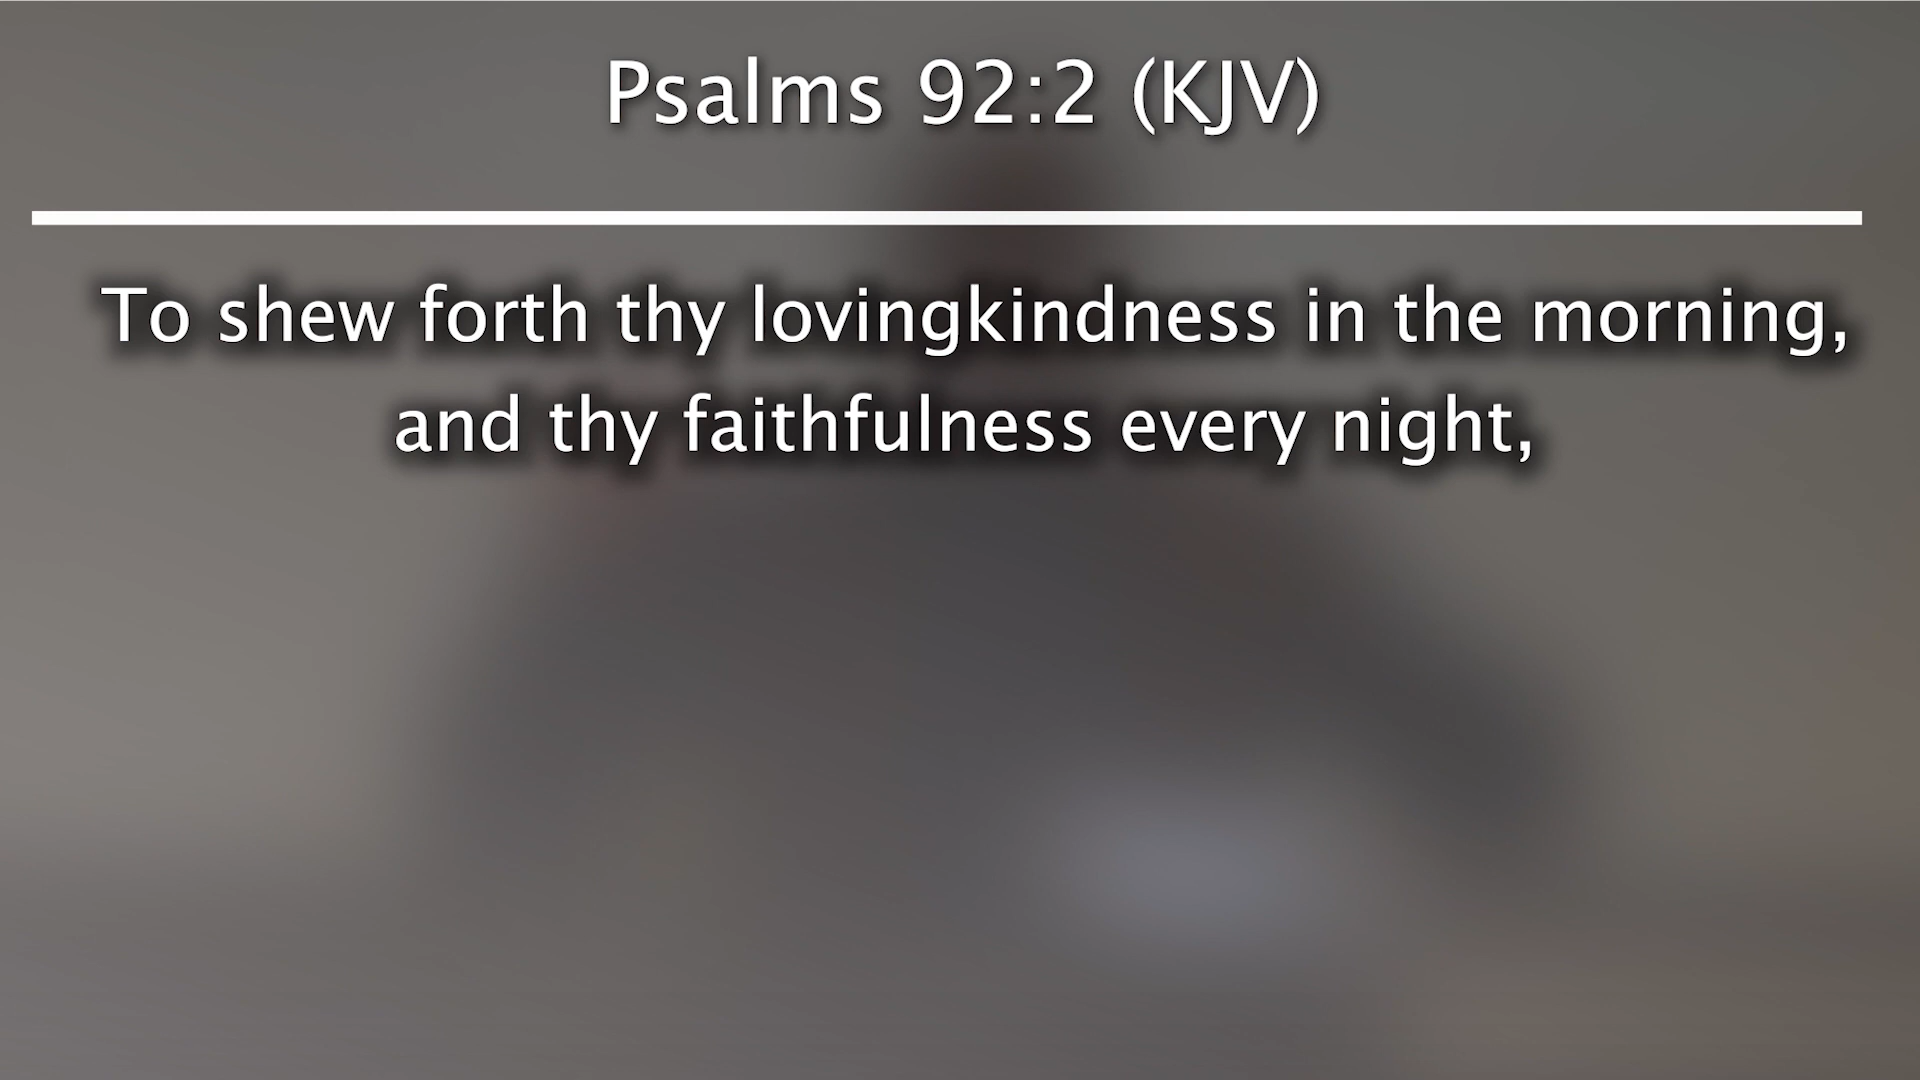 Psalms 92:2 (KJV)
To shew forth thy lovingkindness in the morning,
and thy faithfulness every night,